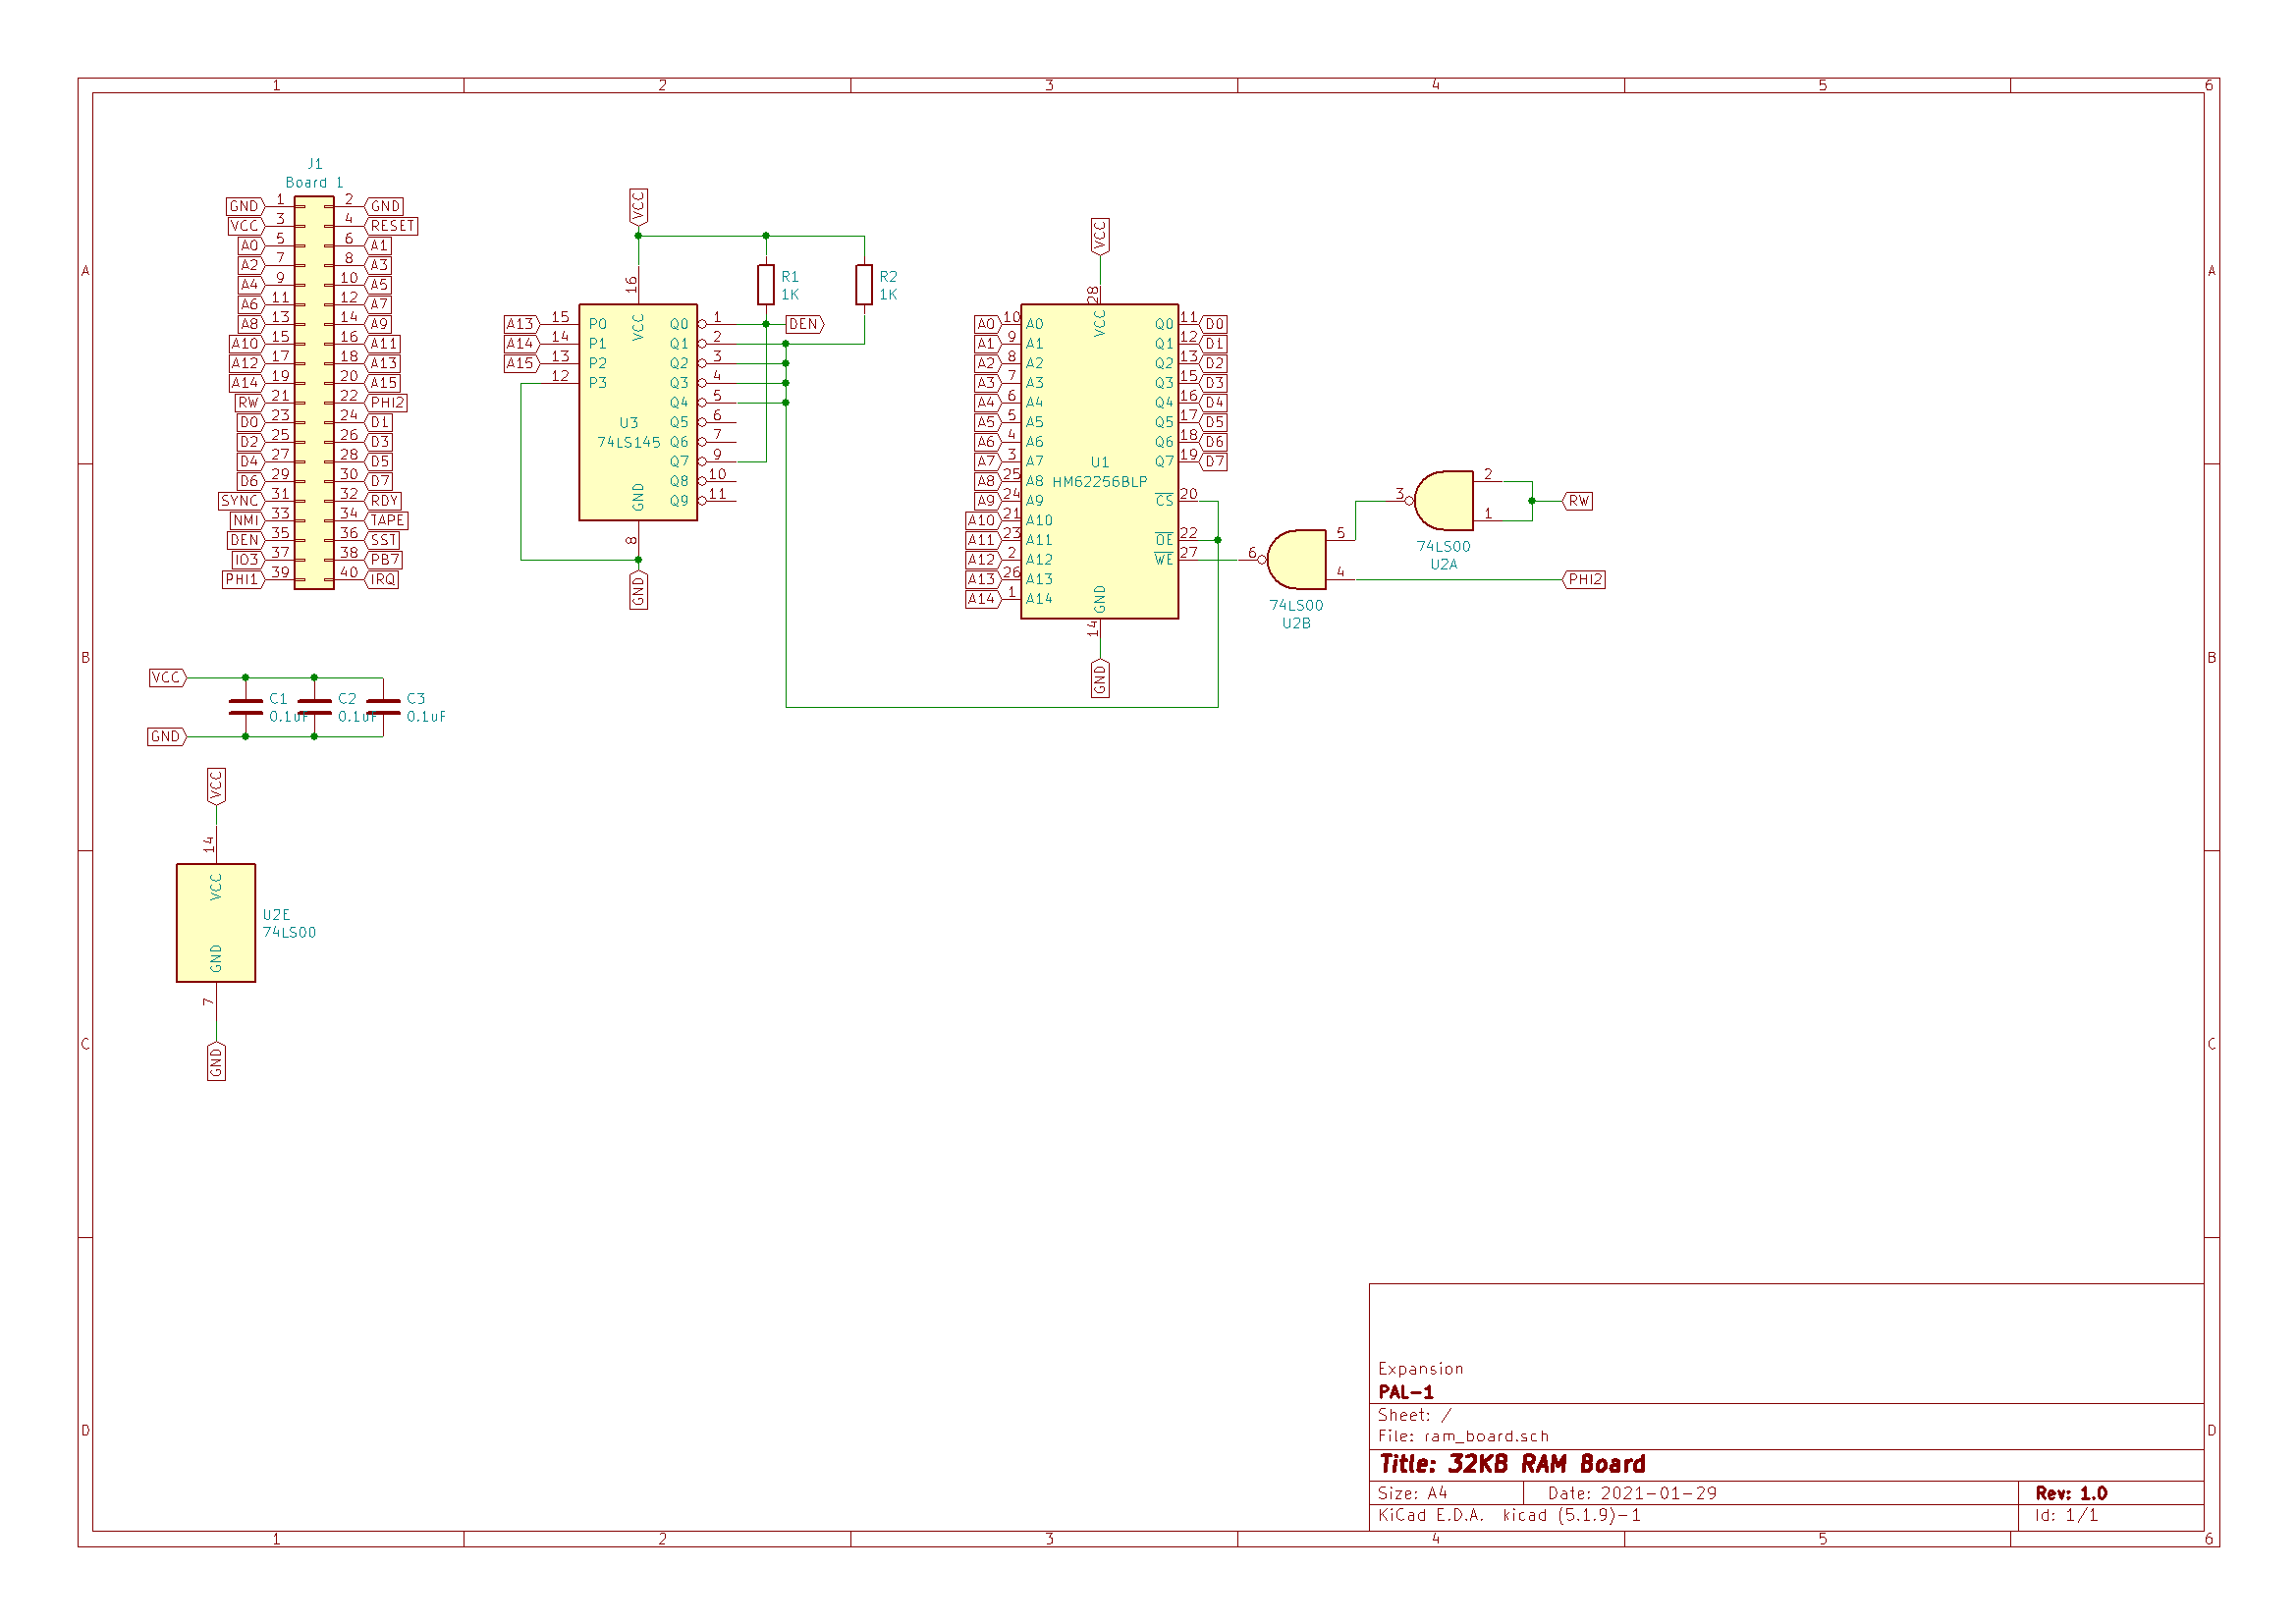 1 2 3 4 5 6
A
B
C
D
A
B
C
D
J1
Board 1
GND 1 2 GND
VCC 3 4 RESET
A0 5 6 A1
A2 7 8 A3
A4 9 10 A5
A6 11 12 A7
A8 13 14 A9
A10 15 16 A11
A12 17 18 A13
A14 19 20 A15
RW 21 22 PHI2
D0 23 24 D1
D2 25 26 D3
D4 27 28 D5
D6 29 30 D7
SYNC 31 32 RDY
NMI 33 34 TAPE
DEN 35 36 SST
IO3 37 38 PB7
PHI1 39 40 IRQ
VCC
16
VCC
R1
1K
R2
1K
A13 15 P0 Q0 1 DEN
A14 14 P1 Q1 2
A15 13 P2 Q2 3
12 P3 Q3 4
Q4 5
U3
Q5 6
74LS145 Q6 7
Q7 9
Q8 10
Q9 11
GND
8
GND
VCC
28
VCC
A0 10 A0 Q0 11 D0
A1 9 A1 Q1 12 D1
A2 8 A2 Q2 13 D2
A3 7 A3 Q3 15 D3
A4 6 A4 Q4 16 D4
A5 5 A5 Q5 17 D5
A6 4 A6 Q6 18 D6
A7 3 A7 U1 Q7 19 D7
A8 25 A8 HM62256BLP
A9 24 A9 CS 20
A10 21 A10
A11 23 A11 OE 22
A12 2 A12 WE 27
A13 26 A13
A14 1 A14
GND
14
GND
3 2
1
RW
74LS00
U2A
6 5
4
PHI2
74LS00
U2B
VCC
C1
0.1uF
C2
0.1uF
C3
0.1uF
GND
VCC
14
VCC
U2E
74LS00
GND
7
GND
Expansion
PAL-1
Sheet: /
File: ram_board.sch
Title: 32KB RAM Board
Size: A4 Date: 2021-01-29 Rev: 1.0
KiCad E.D.A. kicad (5.1.9)-1 Id: 1/1
1 2 3 4 5 6